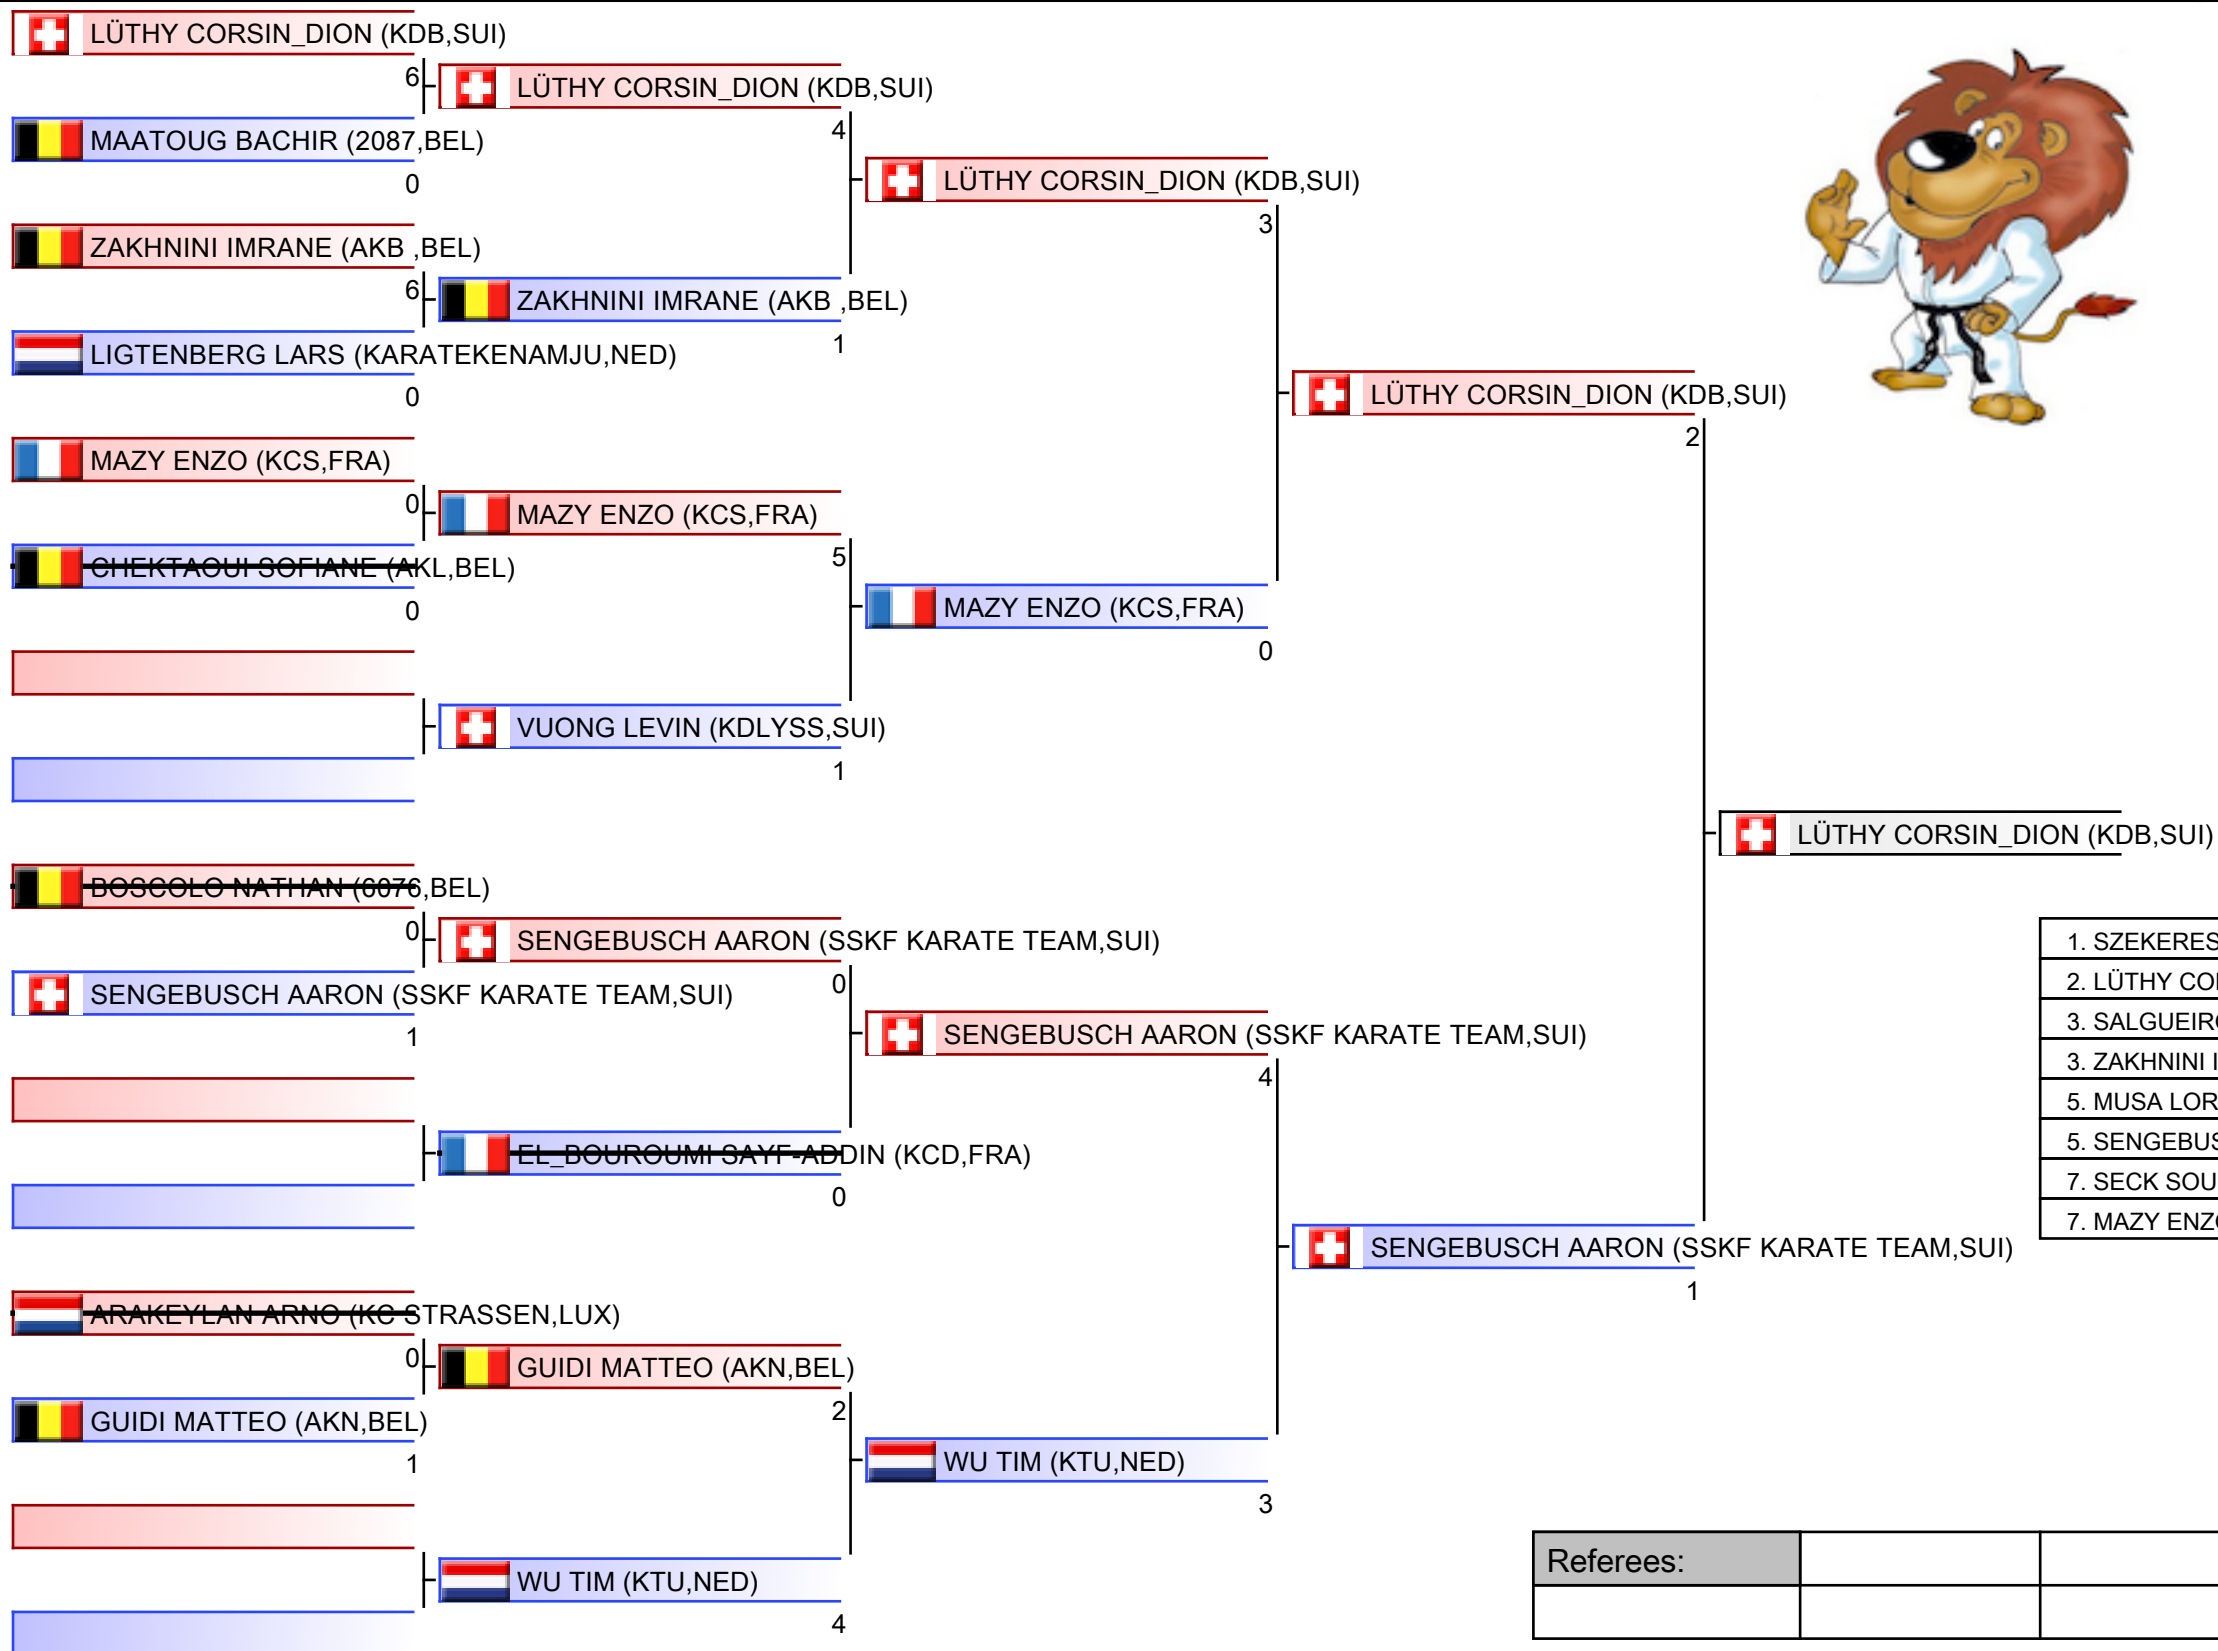 LÜTHY CORSIN_DION (KDB,SUI)
6
LÜTHY CORSIN_DION (KDB,SUI)
4
MAATOUG BACHIR (2087,BEL)
0
LÜTHY CORSIN_DION (KDB,SUI)
3
ZAKHNINI IMRANE (AKB ,BEL)
6
ZAKHNINI IMRANE (AKB ,BEL)
1
LIGTENBERG LARS (KARATEKENAMJU,NED)
0
LÜTHY CORSIN_DION (KDB,SUI)
2
MAZY ENZO (KCS,FRA)
0
MAZY ENZO (KCS,FRA)
5
CHEKTAOUI SOFIANE (AKL,BEL)
0
MAZY ENZO (KCS,FRA)
0
VUONG LEVIN (KDLYSS,SUI)
1
LÜTHY CORSIN_DION (KDB,SUI)
BOSCOLO NATHAN (6076,BEL)
0
SENGEBUSCH AARON (SSKF KARATE TEAM,SUI)
0
SENGEBUSCH AARON (SSKF KARATE TEAM,SUI)
1
SENGEBUSCH AARON (SSKF KARATE TEAM,SUI)
4
EL_BOUROUMI SAYF-ADDIN (KCD,FRA)
0
SENGEBUSCH AARON (SSKF KARATE TEAM,SUI)
1
ARAKEYLAN ARNO (KC STRASSEN,LUX)
0
GUIDI MATTEO (AKN,BEL)
2
GUIDI MATTEO (AKN,BEL)
1
WU TIM (KTU,NED)
3
WU TIM (KTU,NED)
4
1. SZEKERES
2. LÜTHY CO
3. SALGUEIR
3. ZAKHNINI I
5. MUSA LOR
5. SENGEBUS
7. SECK SOU
7. MAZY ENZ
Referees: